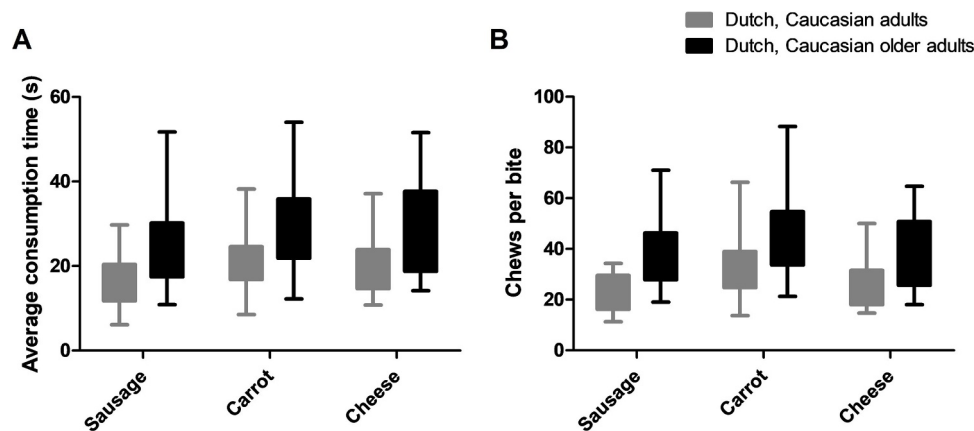 Dutch, Caucasian adults
Dutch, Caucasian older adults
A
Average consumption time (s)
60
40
20
0
Sausage
Carrot
Cheese
B
Chews per bite
100
80
60
40
20
0
Sausage
Carrot
Cheese